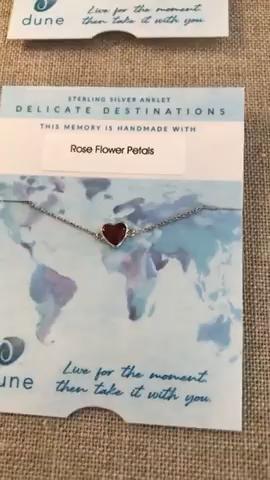 dune
Live for the moment
then take it with you.
STERLING SILVER ANKLET
DELICATE DESTINATIONS
THIS MEMORY IS HANDMADE WITH
Rose Flower Petals
une
Live for the moment.
then take it with you.